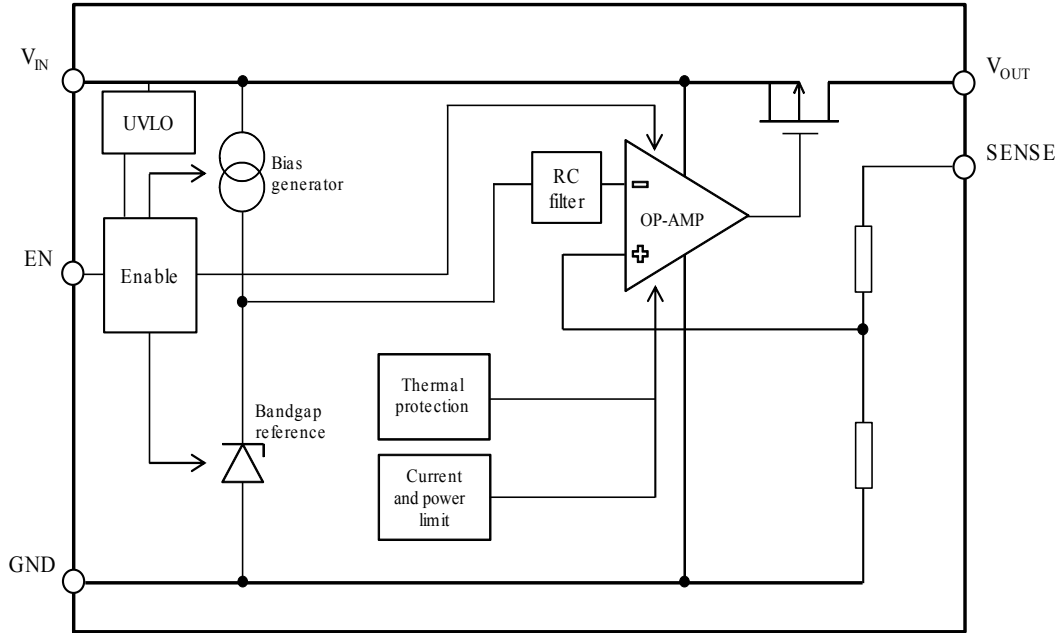 V_IN
V_OUT
UVLO
SENSE
Bias
generator
RC
filter
OP-AMP
EN
Enable
Thermal
protection
Bandgap
reference
Current
and power
limit
GND